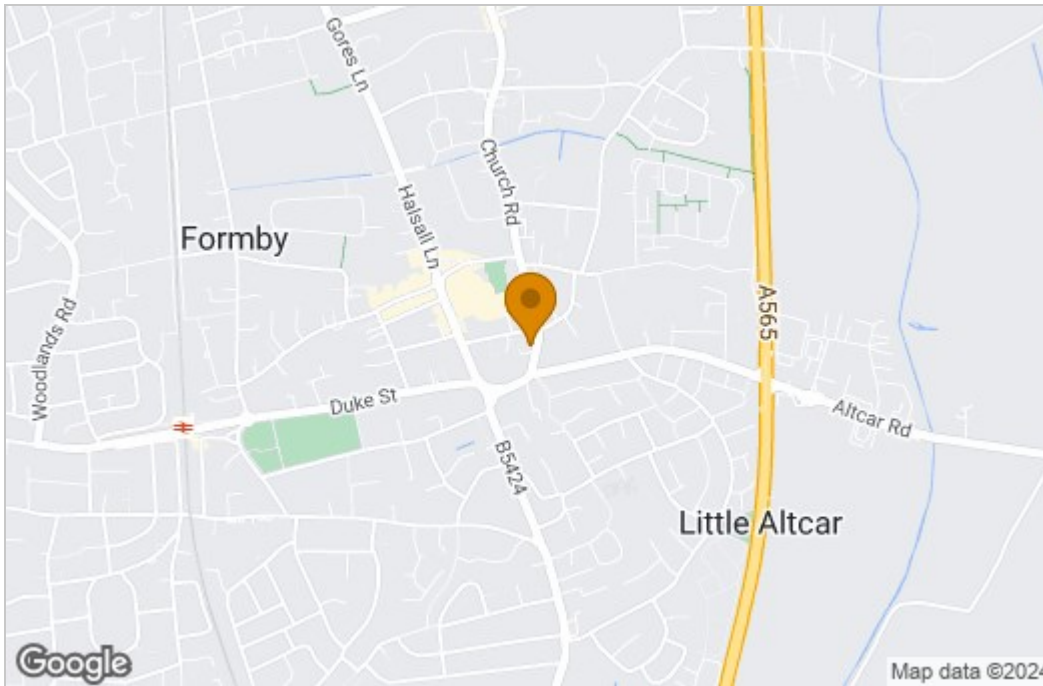 Gores Ln
Church Rd
Halsall Ln
Formby
A565
Woodlands Rd
Duke St
Altcar Rd
B5424
Little Altcar
Google
Map data ©2024